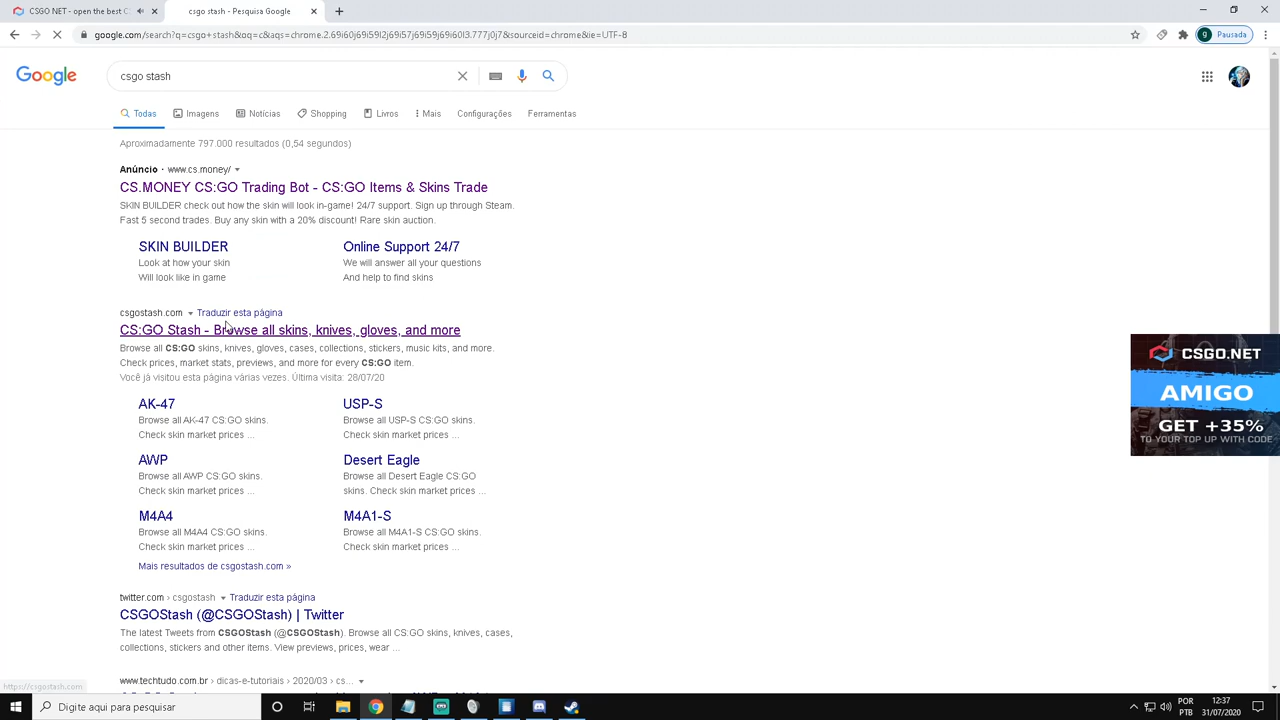 CSGO NET - open the best C
csgo stash - Pesquisa Google
google.com/search?q=csgo+stash&oq=c&aqs=chrome.2.69i60j69i59l2j69i57j69i59j69i60l3.777j0j7&sourceid=chrome&ie=UTF-8
g Pausada
Google
csgo stash
Todas Imagens Notícias Shopping Livros Mais Configurações Ferramentas
Aproximadamente 797.000 resultados (0,54 segundos)
Anúncio · www.cs.money/
CS.MONEY CS:GO Trading Bot - CS:GO Items & Skins Trade
SKIN BUILDER check out how the skin will look in-game! 24/7 support. Sign up through Steam.
Fast 5 second trades. Buy any skin with a 20% discount! Rare skin auction.
SKIN BUILDER
Look at how your skin
Will look like in game
Online Support 24/7
We will answer all your questions
And help to find skins
csgostash.com Traduzir esta página
CS:GO Stash - Browse all skins, knives, gloves, and more
Browse all CS:GO skins, knives, gloves, cases, collections, stickers, music kits, and more.
Check prices, market stats, previews, and more for every CS:GO item.
Você já visitou esta página várias vezes. Última visita: 28/07/20
AK-47
Browse all AK-47 CS:GO skins.
Check skin market prices ...
USP-S
Browse all USP-S CS:GO skins.
Check skin market prices ...
AWP
Browse all AWP CS:GO skins.
Check skin market prices ...
Desert Eagle
Browse all Desert Eagle CS:GO
skins. Check skin market prices ...
M4A4
Browse all M4A4 CS:GO skins.
Check skin market prices ...
M4A1-S
Browse all M4A1-S CS:GO skins.
Check skin market prices ...
Mais resultados de csgostash.com »
twitter.com › csgostash Traduzir esta página
CSGOStash (@CSGOStash) | Twitter
The latest Tweets from CSGOStash (@CSGOStash). Browse all CS:GO skins, knives, cases,
collections, stickers and other items. View previews, prices, wear ...
www.techtudo.com.br › dicas-e-tutoriais › 2020/03 › cs...
CSGO.NET
AMIGO
GET +35%
TO YOUR TOP UP WITH CODE
https://csgostash.com
Digite aqui para pesquisar
POR
PTB
12:37
31/07/2020